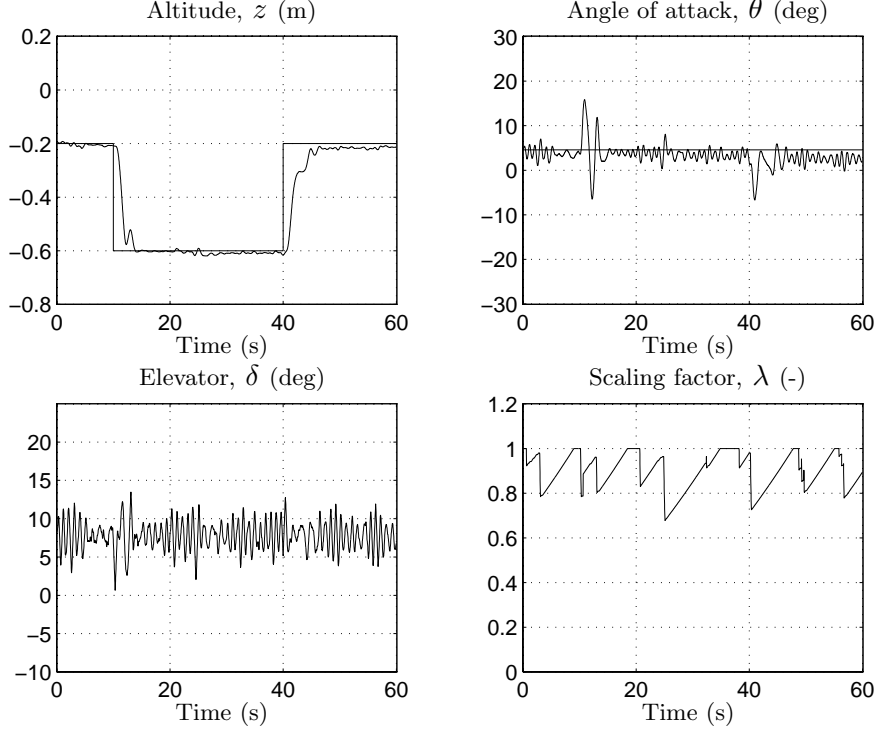 Altitude, z (m)
0.2
0
−0.2
−0.4
−0.6
−0.8
0 20 40 60
Time (s)
Angle of attack, θ (deg)
30
20
10
0
−10
−20
−30
0 20 40 60
Time (s)
Elevator, δ (deg)
20
15
10
5
0
−5
−10
0 20 40 60
Time (s)
Scaling factor, λ (-)
1.2
1
0.8
0.6
0.4
0.2
0
0 20 40 60
Time (s)